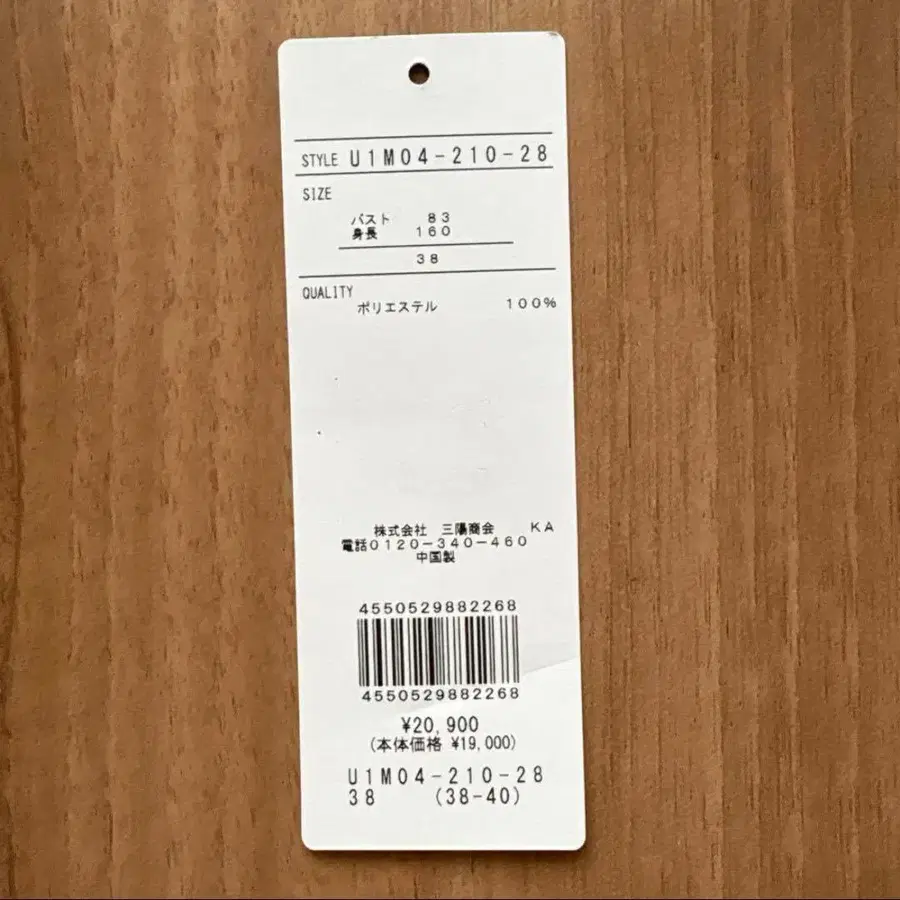 STYLE U1M04-210-28
SIZE
バスト 83
身長 160
38
QUALITY
ポリエステル 100%
株式会社 三陽商会 KA
電話0120-340-460
中国製
4550529882268
4550529882268
¥20,900
(本体価格 ¥19,000)
U1M04-210-28
38 (38-40)